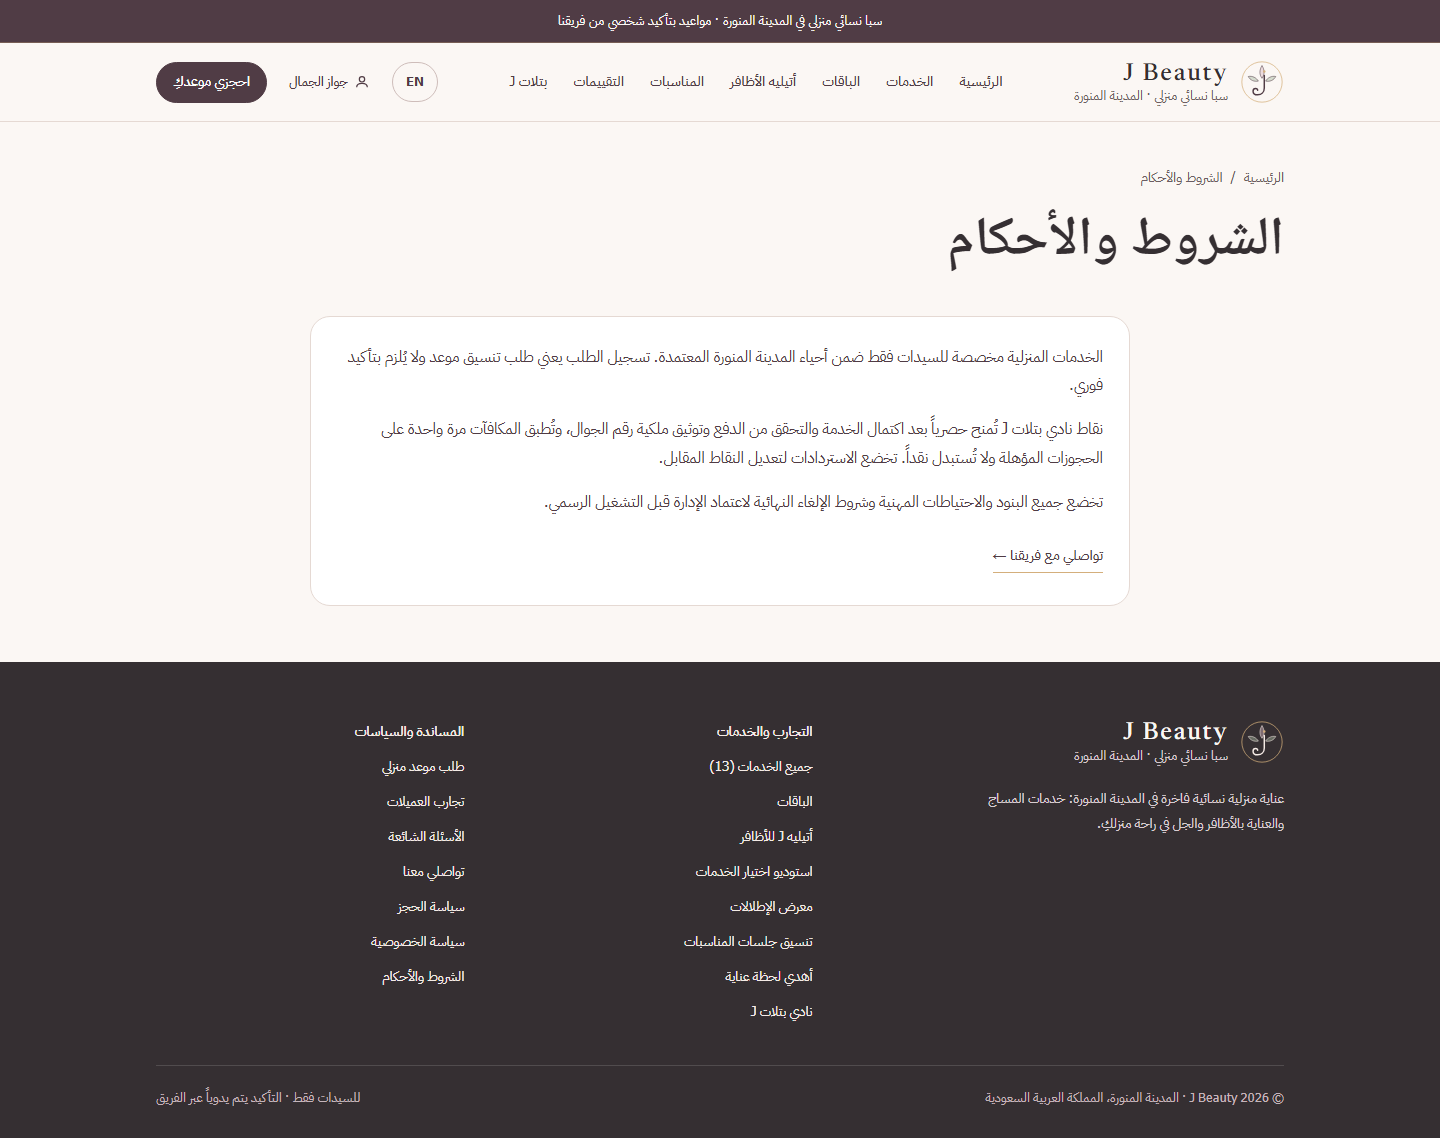 سبا نسائي منزلي في المدينة المنورة · مواعيد بتأكيد شخصي من فريقنا
J Beauty
سبا نسائي منزلي · المدينة المنورة
الرئيسية
الخدمات
الباقات
أتيليه الأظافر
المناسبات
التقييمات
بتلات J
EN
جواز الجمال
احجزي موعدكِ
الرئيسية / الشروط والأحكام
الشروط والأحكام
الخدمات المنزلية مخصصة للسيدات فقط ضمن أحياء المدينة المنورة المعتمدة. تسجيل الطلب يعني طلب تنسيق موعد ولا يُلزم بتأكيد
فوري.
نقاط نادي بتلات J تُمنح حصرياً بعد اكتمال الخدمة والتحقق من الدفع وتوثيق ملكية رقم الجوال، وتُطبق المكافآت مرة واحدة على
الحجوزات المؤهلة ولا تُستبدل نقداً. تخضع الاستردادات لتعديل النقاط المقابل.
تخضع جميع البنود والاحتياطات المهنية وشروط الإلغاء النهائية لاعتماد الإدارة قبل التشغيل الرسمي.
تواصلي مع فريقنا ←
J Beauty
سبا نسائي منزلي · المدينة المنورة
عناية منزلية نسائية فاخرة في المدينة المنورة: خدمات المساج
والعناية بالأظافر والجل في راحة منزلكِ.
التجارب والخدمات
جميع الخدمات (13)
الباقات
أتيليه J للأظافر
استوديو اختيار الخدمات
معرض الإطلالات
تنسيق جلسات المناسبات
أهدي لحظة عناية
نادي بتلات J
المساندة والسياسات
طلب موعد منزلي
تجارب العميلات
الأسئلة الشائعة
تواصلي معنا
سياسة الحجز
سياسة الخصوصية
الشروط والأحكام
© 2026 J Beauty · المدينة المنورة، المملكة العربية السعودية
للسيدات فقط · التأكيد يتم يدوياً عبر الفريق